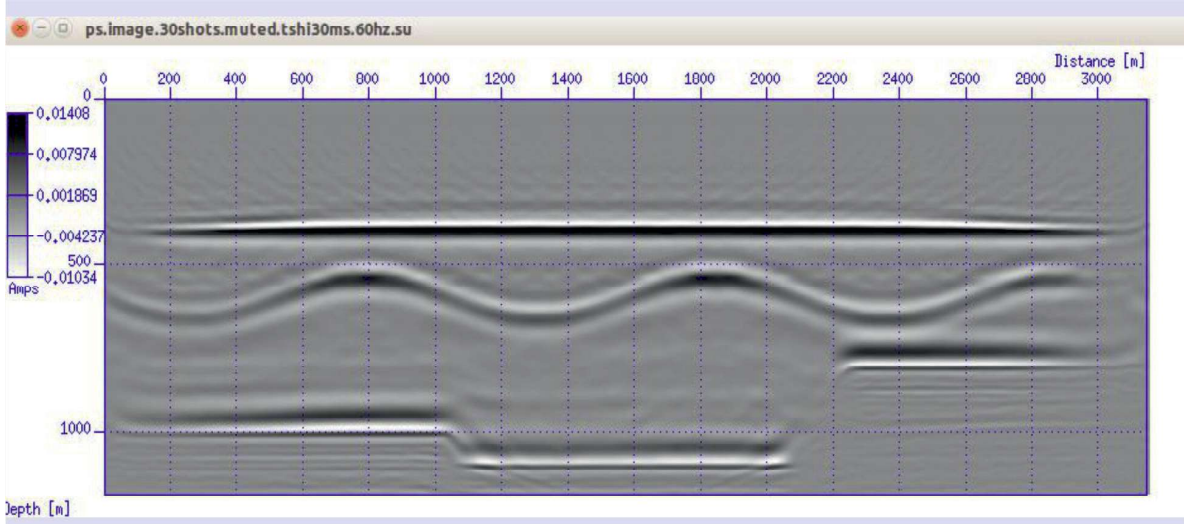 ps.image.30shots.muted.tshi30ms.60hz.su
Distance [m]
0 200 400 600 800 1000 1200 1400 1600 1800 2000 2200 2400 2600 2800 3000
0
0.01408
0.007974
0.001869
-0.004237
500
-0.01034
Amps
1000
Depth [m]